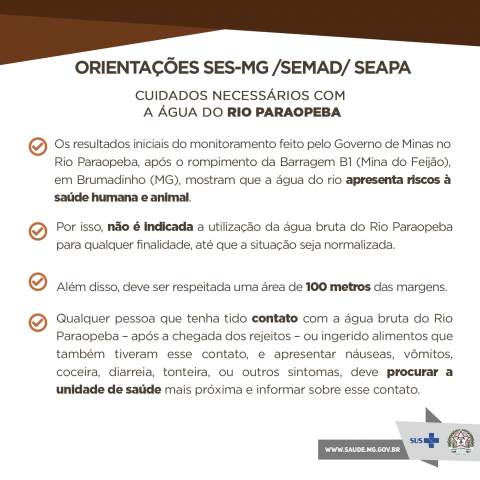 ORIENTAÇÕES SES-MG /SEMAD/ SEAPA
CUIDADOS NECESSÁRIOS COM
A ÁGUA DO RIO PARAOPEBA
Os resultados iniciais do monitoramento feito pelo Governo de Minas no
Rio Paraopeba, após o rompimento da Barragem B1 (Mina do Feijão),
em Brumadinho (MG), mostram que a água do rio apresenta riscos à
saúde humana e animal.
Por isso, não é indicada a utilização da água bruta do Rio Paraopeba
para qualquer finalidade, até que a situação seja normalizada.
Além disso, deve ser respeitada uma área de 100 metros das margens.
Qualquer pessoa que tenha tido contato com a água bruta do Rio
Paraopeba – após a chegada dos rejeitos – ou ingerido alimentos que
também tiveram esse contato, e apresentar náuseas, vômitos,
coceira, diarreia, tonteira, ou outros sintomas, deve procurar a
unidade de saúde mais próxima e informar sobre esse contato.
WWW.SAUDE.MG.GOV.BR
SUS